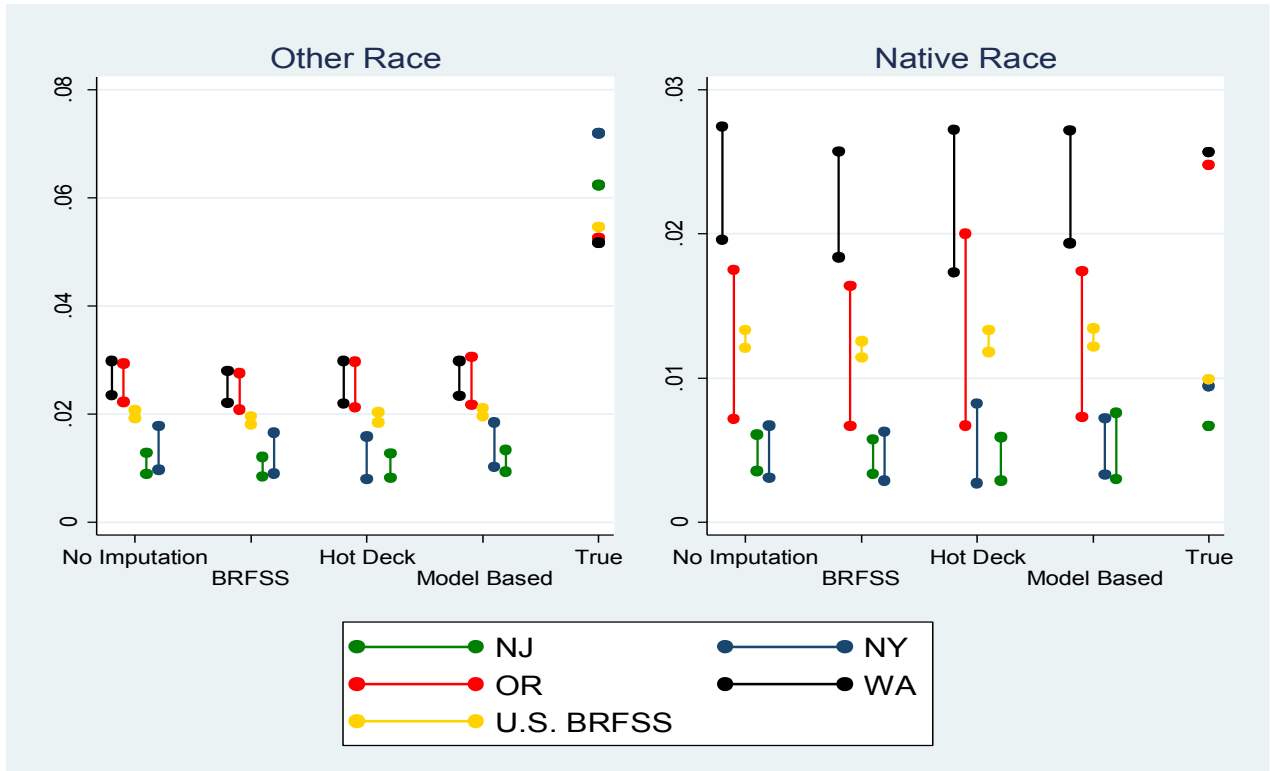 Other Race
Native Race
.08
.06
.04
.02
0
.03
.02
.01
0
No Imputation
BRFSS
Hot Deck
Model Based
True
No Imputation
BRFSS
Hot Deck
Model Based
True
NJ
NY
OR
WA
U.S. BRFSS